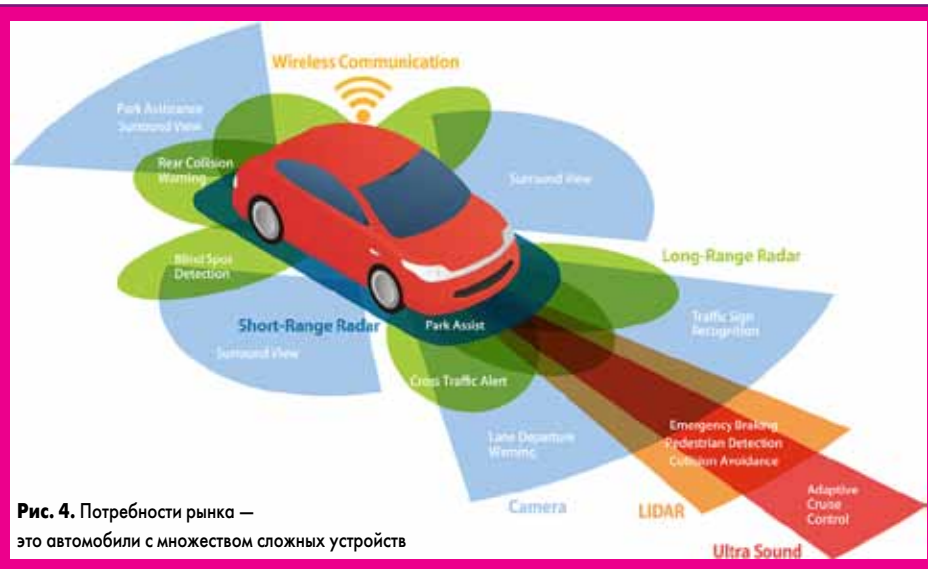 Wireless Communication
Park Assistance
Surround View
Rear Collision
Warning
Surround View
Blind Spot
Detection
Long-Range Radar
Short-Range Radar
Park Assist
Traffic Sign
Recognition
Surround View
Cross Traffic Alert
Lane Departure
Warning
Emergency Braking
Pedestrian Detection
Collision Avoidance
Adaptive
Cruise
Control
Camera
LIDAR
Ultra Sound
Рис. 4. Потребности рынка —
это автомобили с множеством сложных устройств